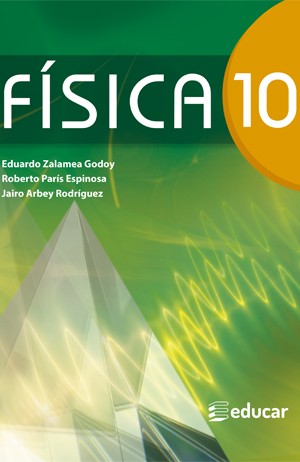 FÍSICA 10
Eduardo Zalamea Godoy
Roberto París Espinosa
Jairo Arbey Rodríguez
educar